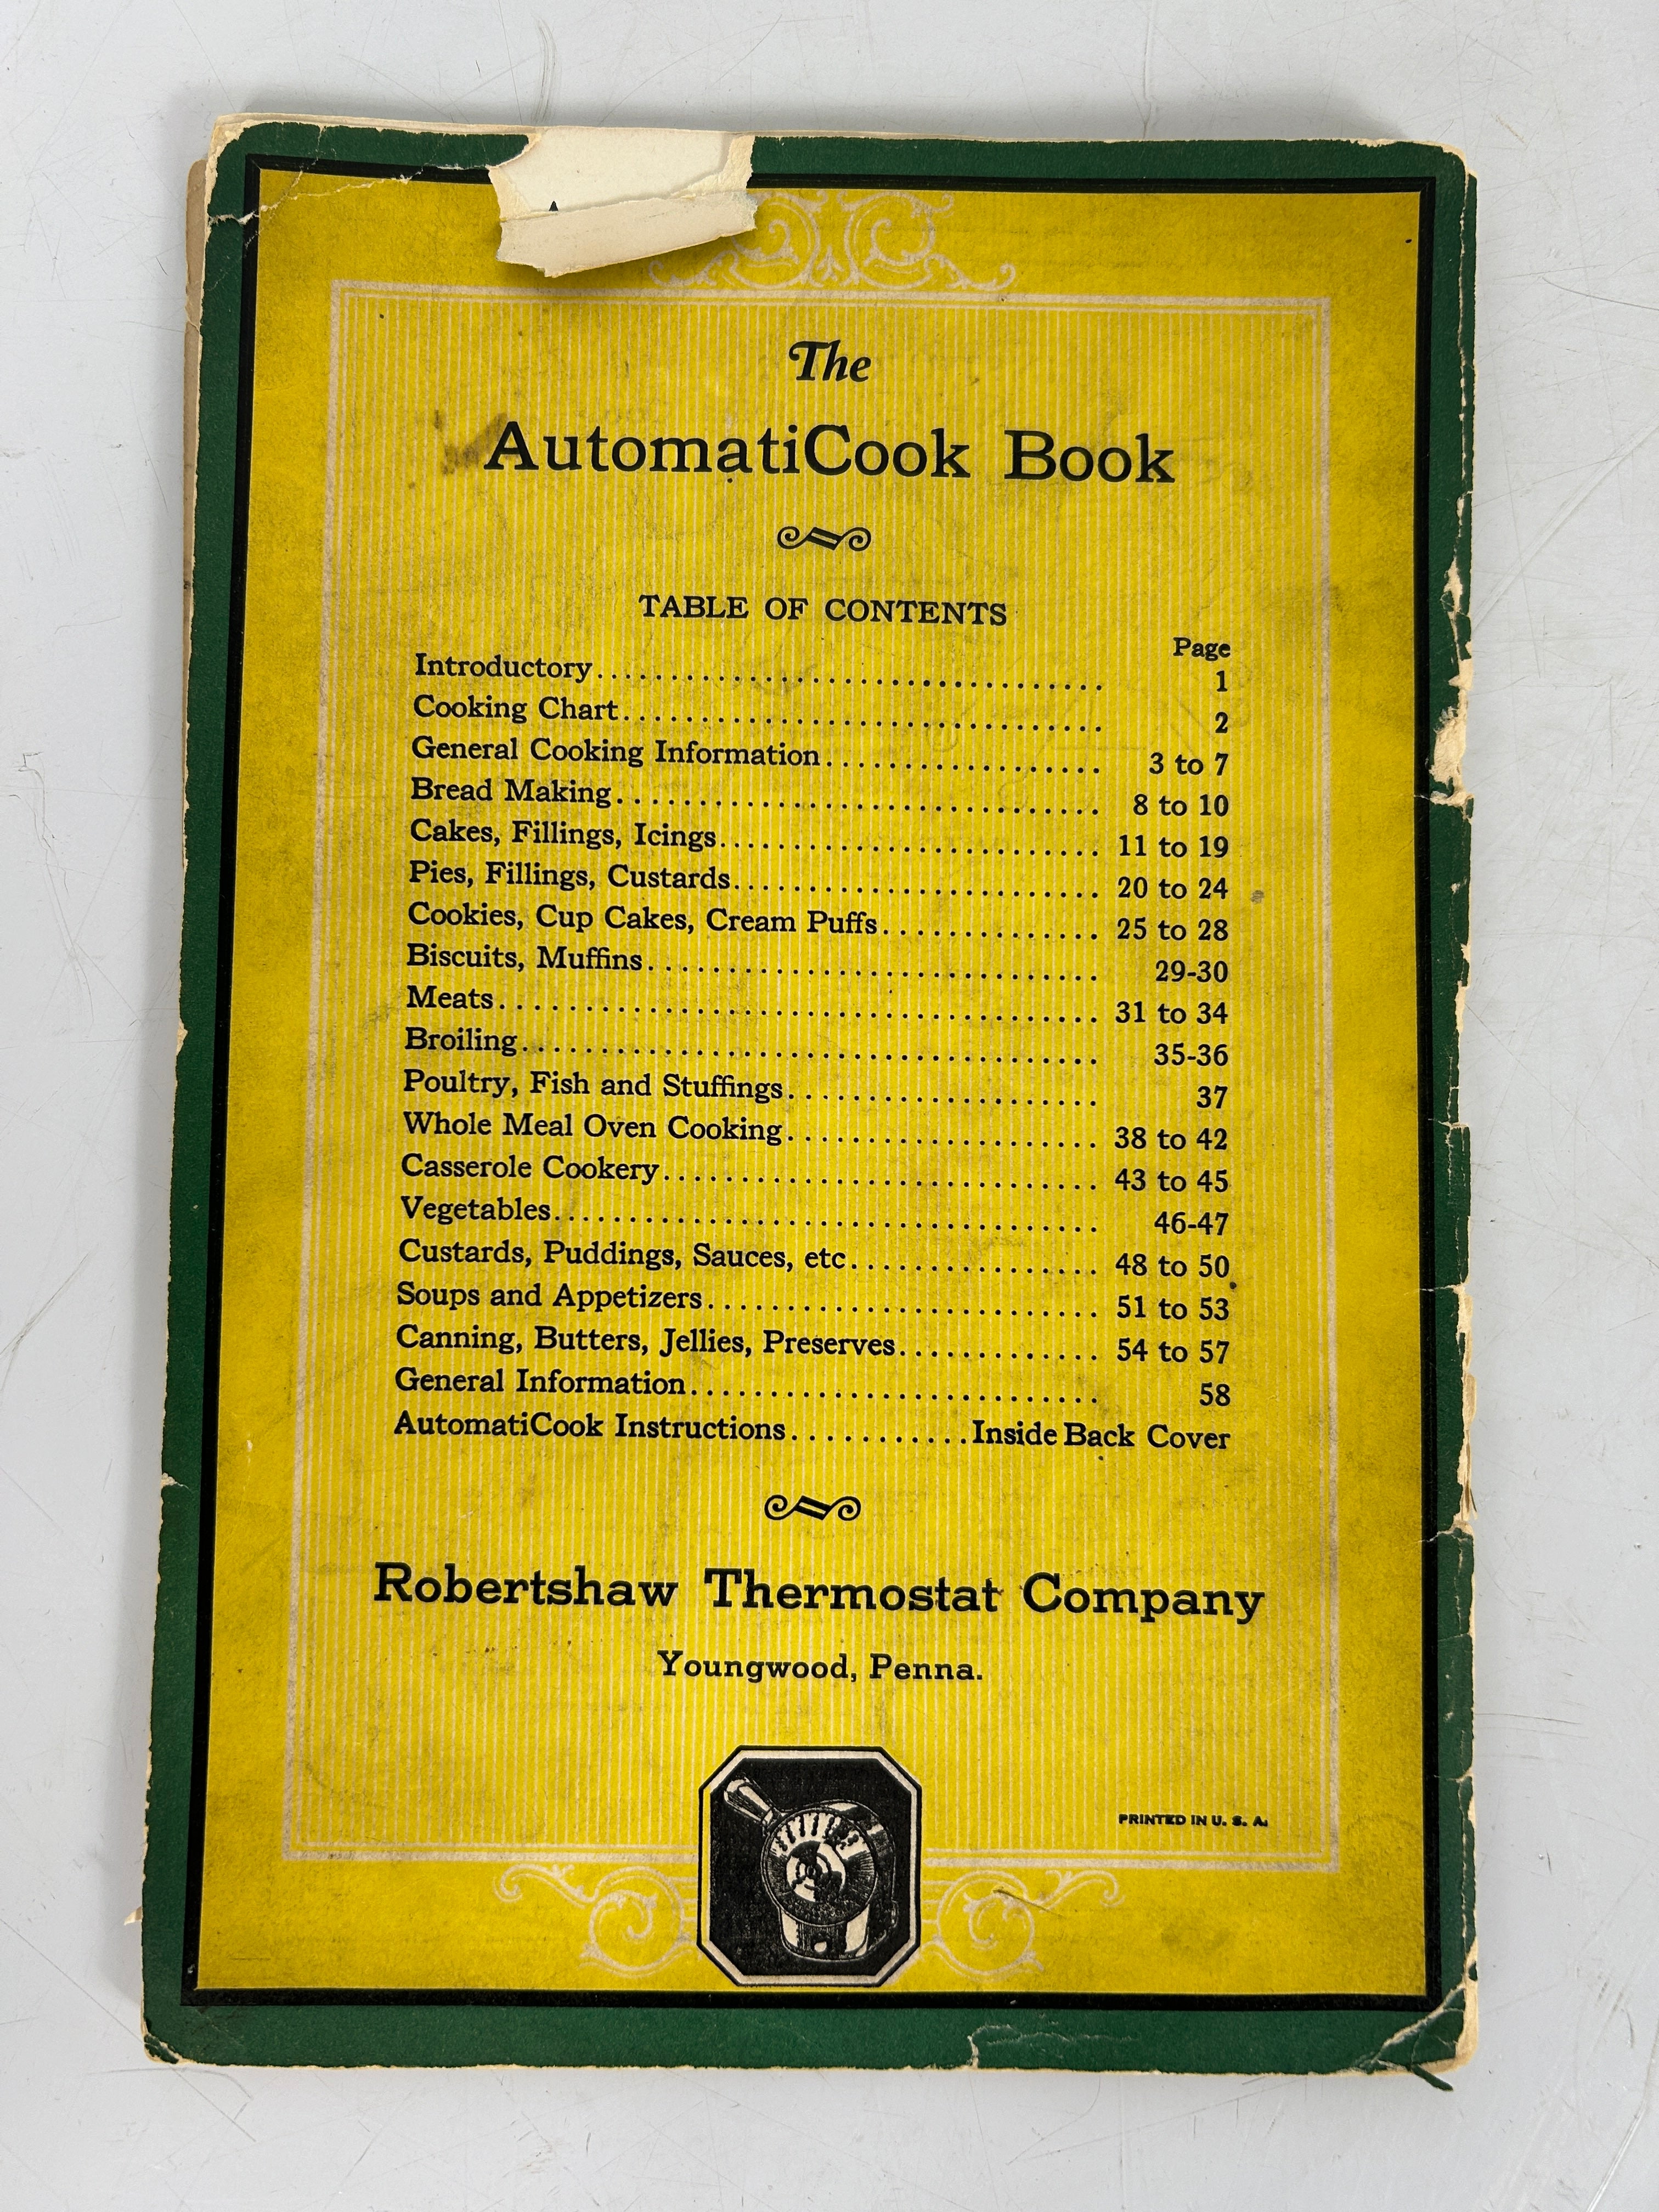 The
AutomatiCook Book
TABLE OF CONTENTS
Page
Introductory.................................. 1
Cooking Chart................................ 2
General Cooking Information.................. 3 to 7
Bread Making................................ 8 to 10
Cakes, Fillings, Icings......................... 11 to 19
Pies, Fillings, Custards........................ 20 to 24
Cookies, Cup Cakes, Cream Puffs.............. 25 to 28
Biscuits, Muffins.............................. 29-30
Meats........................................ 31 to 34
Broiling...................................... 35-36
Poultry, Fish and Stuffings..................... 37
Whole Meal Oven Cooking..................... 38 to 42
Casserole Cookery............................. 43 to 45
Vegetables.................................... 46-47
Custards, Puddings, Sauces, etc................ 48 to 50
Soups and Appetizers.......................... 51 to 53
Canning, Butters, Jellies, Preserves............. 54 to 57
General Information........................... 58
AutomatiCook Instructions...........Inside Back Cover
Robertshaw Thermostat Company
Youngwood, Penna.
PRINTED IN U. S. A.